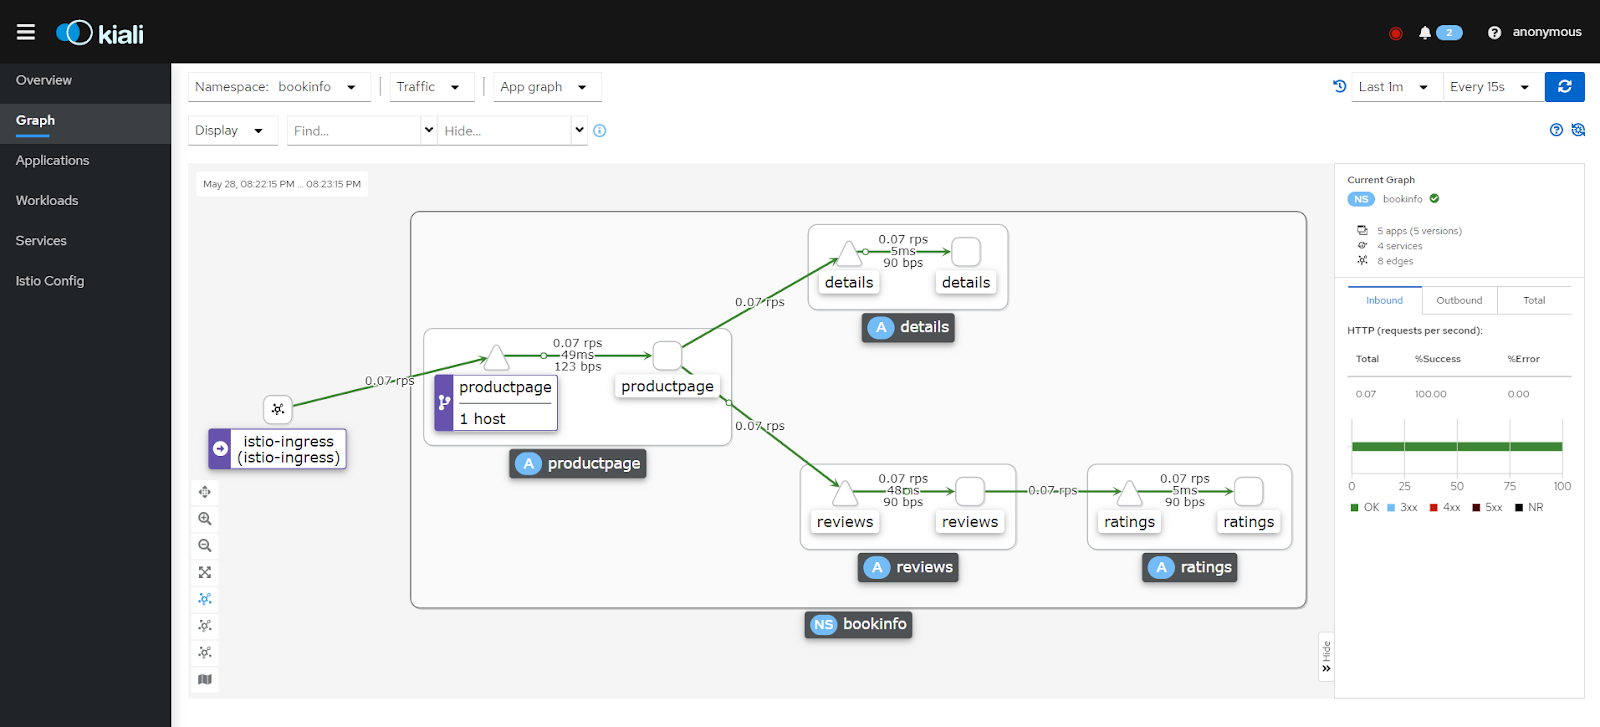 kiali
2
anonymous
Overview
Graph
Applications
Workloads
Services
Istio Config
Namespace: bookinfo
Traffic
App graph
Last 1m
Every 15s
Display
Find...
Hide...
May 28, 08:22:15 PM ... 08:23:15 PM
0.07 rps
5ms
90 bps
details
details
A details
0.07 rps
0.07 rps
49ms
123 bps
productpage
1 host
productpage
A productpage
0.07 rps
istio-ingress
(istio-ingress)
0.07 rps
0.07 rps
48ms
90 bps
reviews
reviews
A reviews
0.07 rps
0.07 rps
5ms
90 bps
ratings
ratings
A ratings
NS bookinfo
Hide
Current Graph
NS bookinfo
5 apps (5 versions)
4 services
8 edges
Inbound
Outbound
Total
HTTP (requests per second):
Total %Success %Error
0.07 100.00 0.00
0 25 50 75 100
OK 3xx 4xx 5xx NR